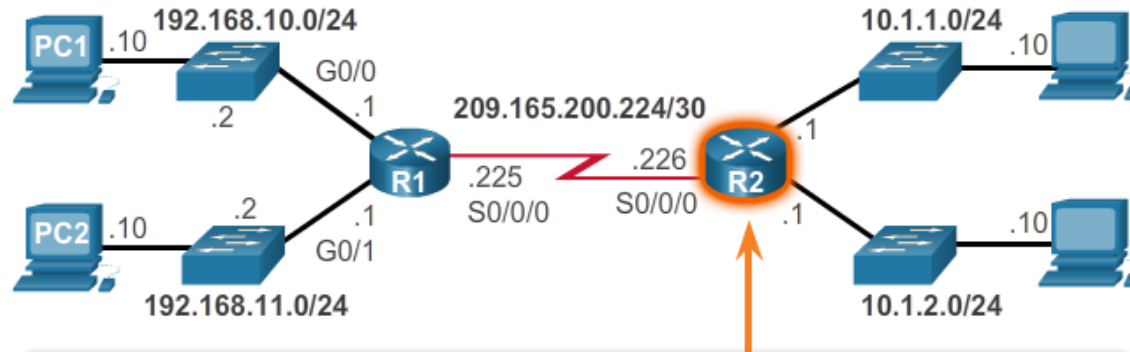 192.168.10.0/24
10.1.1.0/24
PC1
.10
G0/0
.10
.2
.1
209.165.200.224/30
.1
R1
.225
S0/0/0
.226
S0/0/0
R2
PC2
.10
.2
.1
G0/1
.1
.10
192.168.11.0/24
10.1.2.0/24